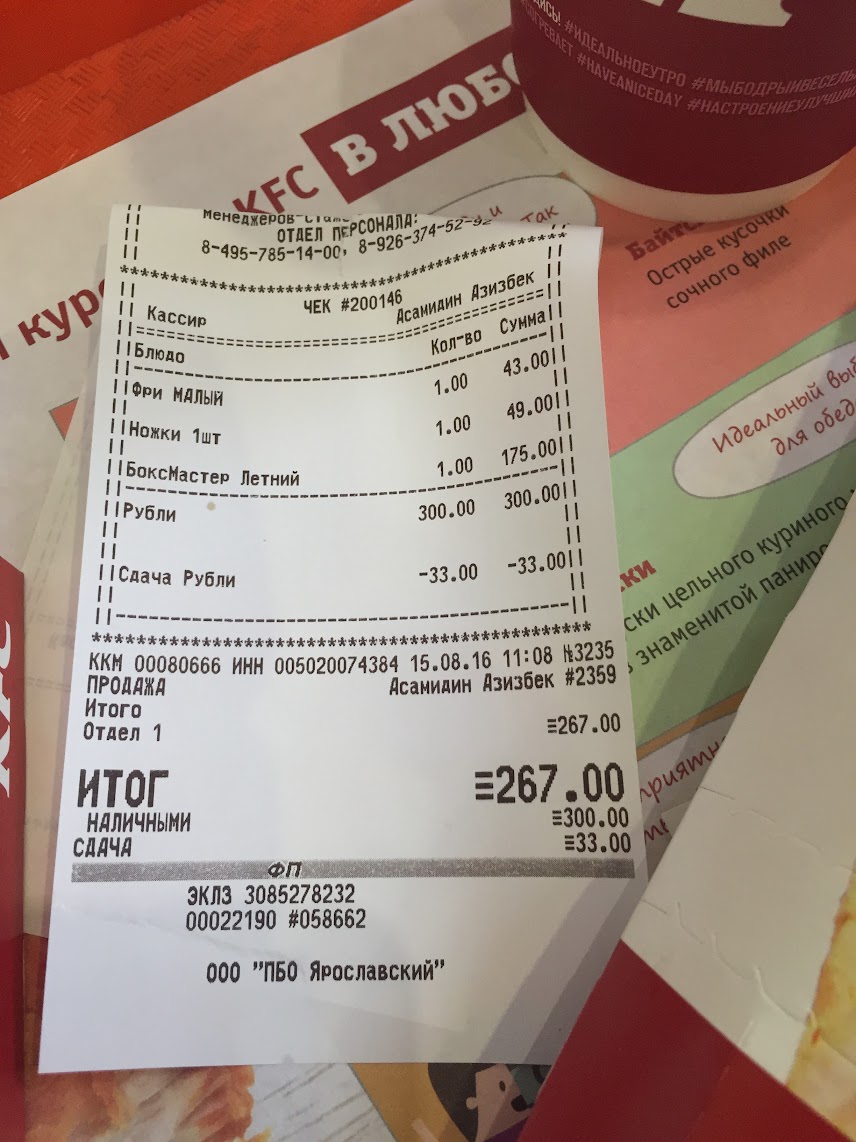 #ИДЕАЛЬНОЕУТРО #МЫБОДРЫИВЕСЕЛЫ
#HAVEANICEDAY
KFC В ЛЮБО
ОТДЕЛ ПЕРСОНАЛА:
8-495-785-14-00, 8-926-374-52-92
и
Так
Острые кусочки
сочного филе
****************************************
ЧЕК #200146
Кассир Асамидин Азизбек
Блюдо Кол-во Сумма
Фри МАЛЫЙ 1.00 43.00
Ножки 1шт 1.00 49.00
БоксМастер Летний 1.00 175.00
Рубли 300.00 300.00
Сдача Рубли -33.00 -33.00
****************************************
ККМ 00080666 ИНН 005020074384 15.08.16 11:08 №3235
ПРОДАЖА Асамидин Азизбек #2359
Итого
Отдел 1 ≡267.00
ИТОГ ≡267.00
НАЛИЧНЫМИ ≡300.00
СДАЧА ≡33.00
ФП
ЭКЛЗ 3085278232
00022190 #058662
ООО "ПБО Ярославский"
Идеальный
для
цельного куриного
знаменитой
KFC